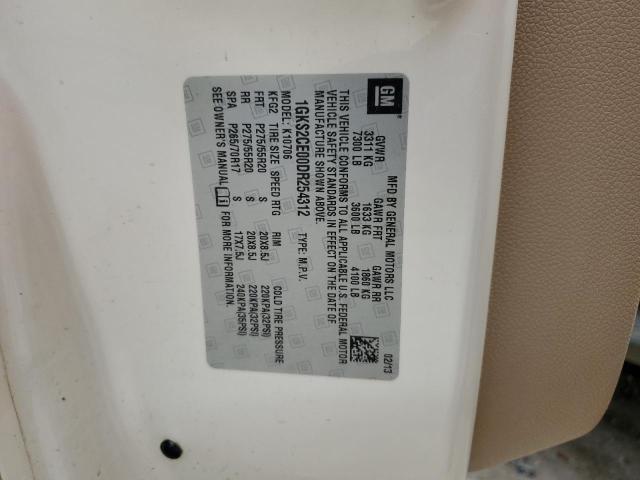 GM
MFD BY GENERAL MOTORS LLC
02/13
GVWR GAWR FRT GAWR RR
3311 KG 1633 KG 1860 KG
7300 LB 3600 LB 4100 LB
THIS VEHICLE CONFORMS TO ALL APPLICABLE U.S. FEDERAL MOTOR
VEHICLE SAFETY STANDARDS IN EFFECT ON THE DATE OF
MANUFACTURE SHOWN ABOVE.
1GKS2CE00DR254312 TYPE: M.P.V.
MODEL: K10706
KFG2 TIRE SIZE SPEED RTG RIM COLD TIRE PRESSURE
FRT P275/55R20 S 20X8.5J 220KPA(32PSI)
RR P275/55R20 S 20X8.5J 220KPA(32PSI)
SPA P265/70R17 S 17X7.5J 240KPA(35PSI)
SEE OWNER'S MANUAL FOR MORE INFORMATION.